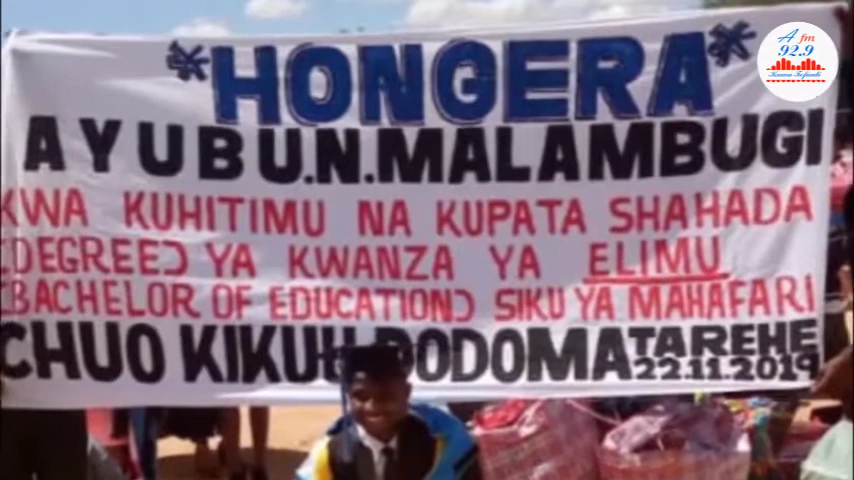 *HONGERA*
AYUBU.N.MALAMBUGI
KWA KUHITIMU NA KUPATA SHAHADA
(DEGREE) YA KWANZA YA ELIMU
(BACHELOR OF EDUCATION) SIKU YA MAHAFARI
CHUO KIKUU DODOMA TAREHE
22.11.2019
A fm
92.9